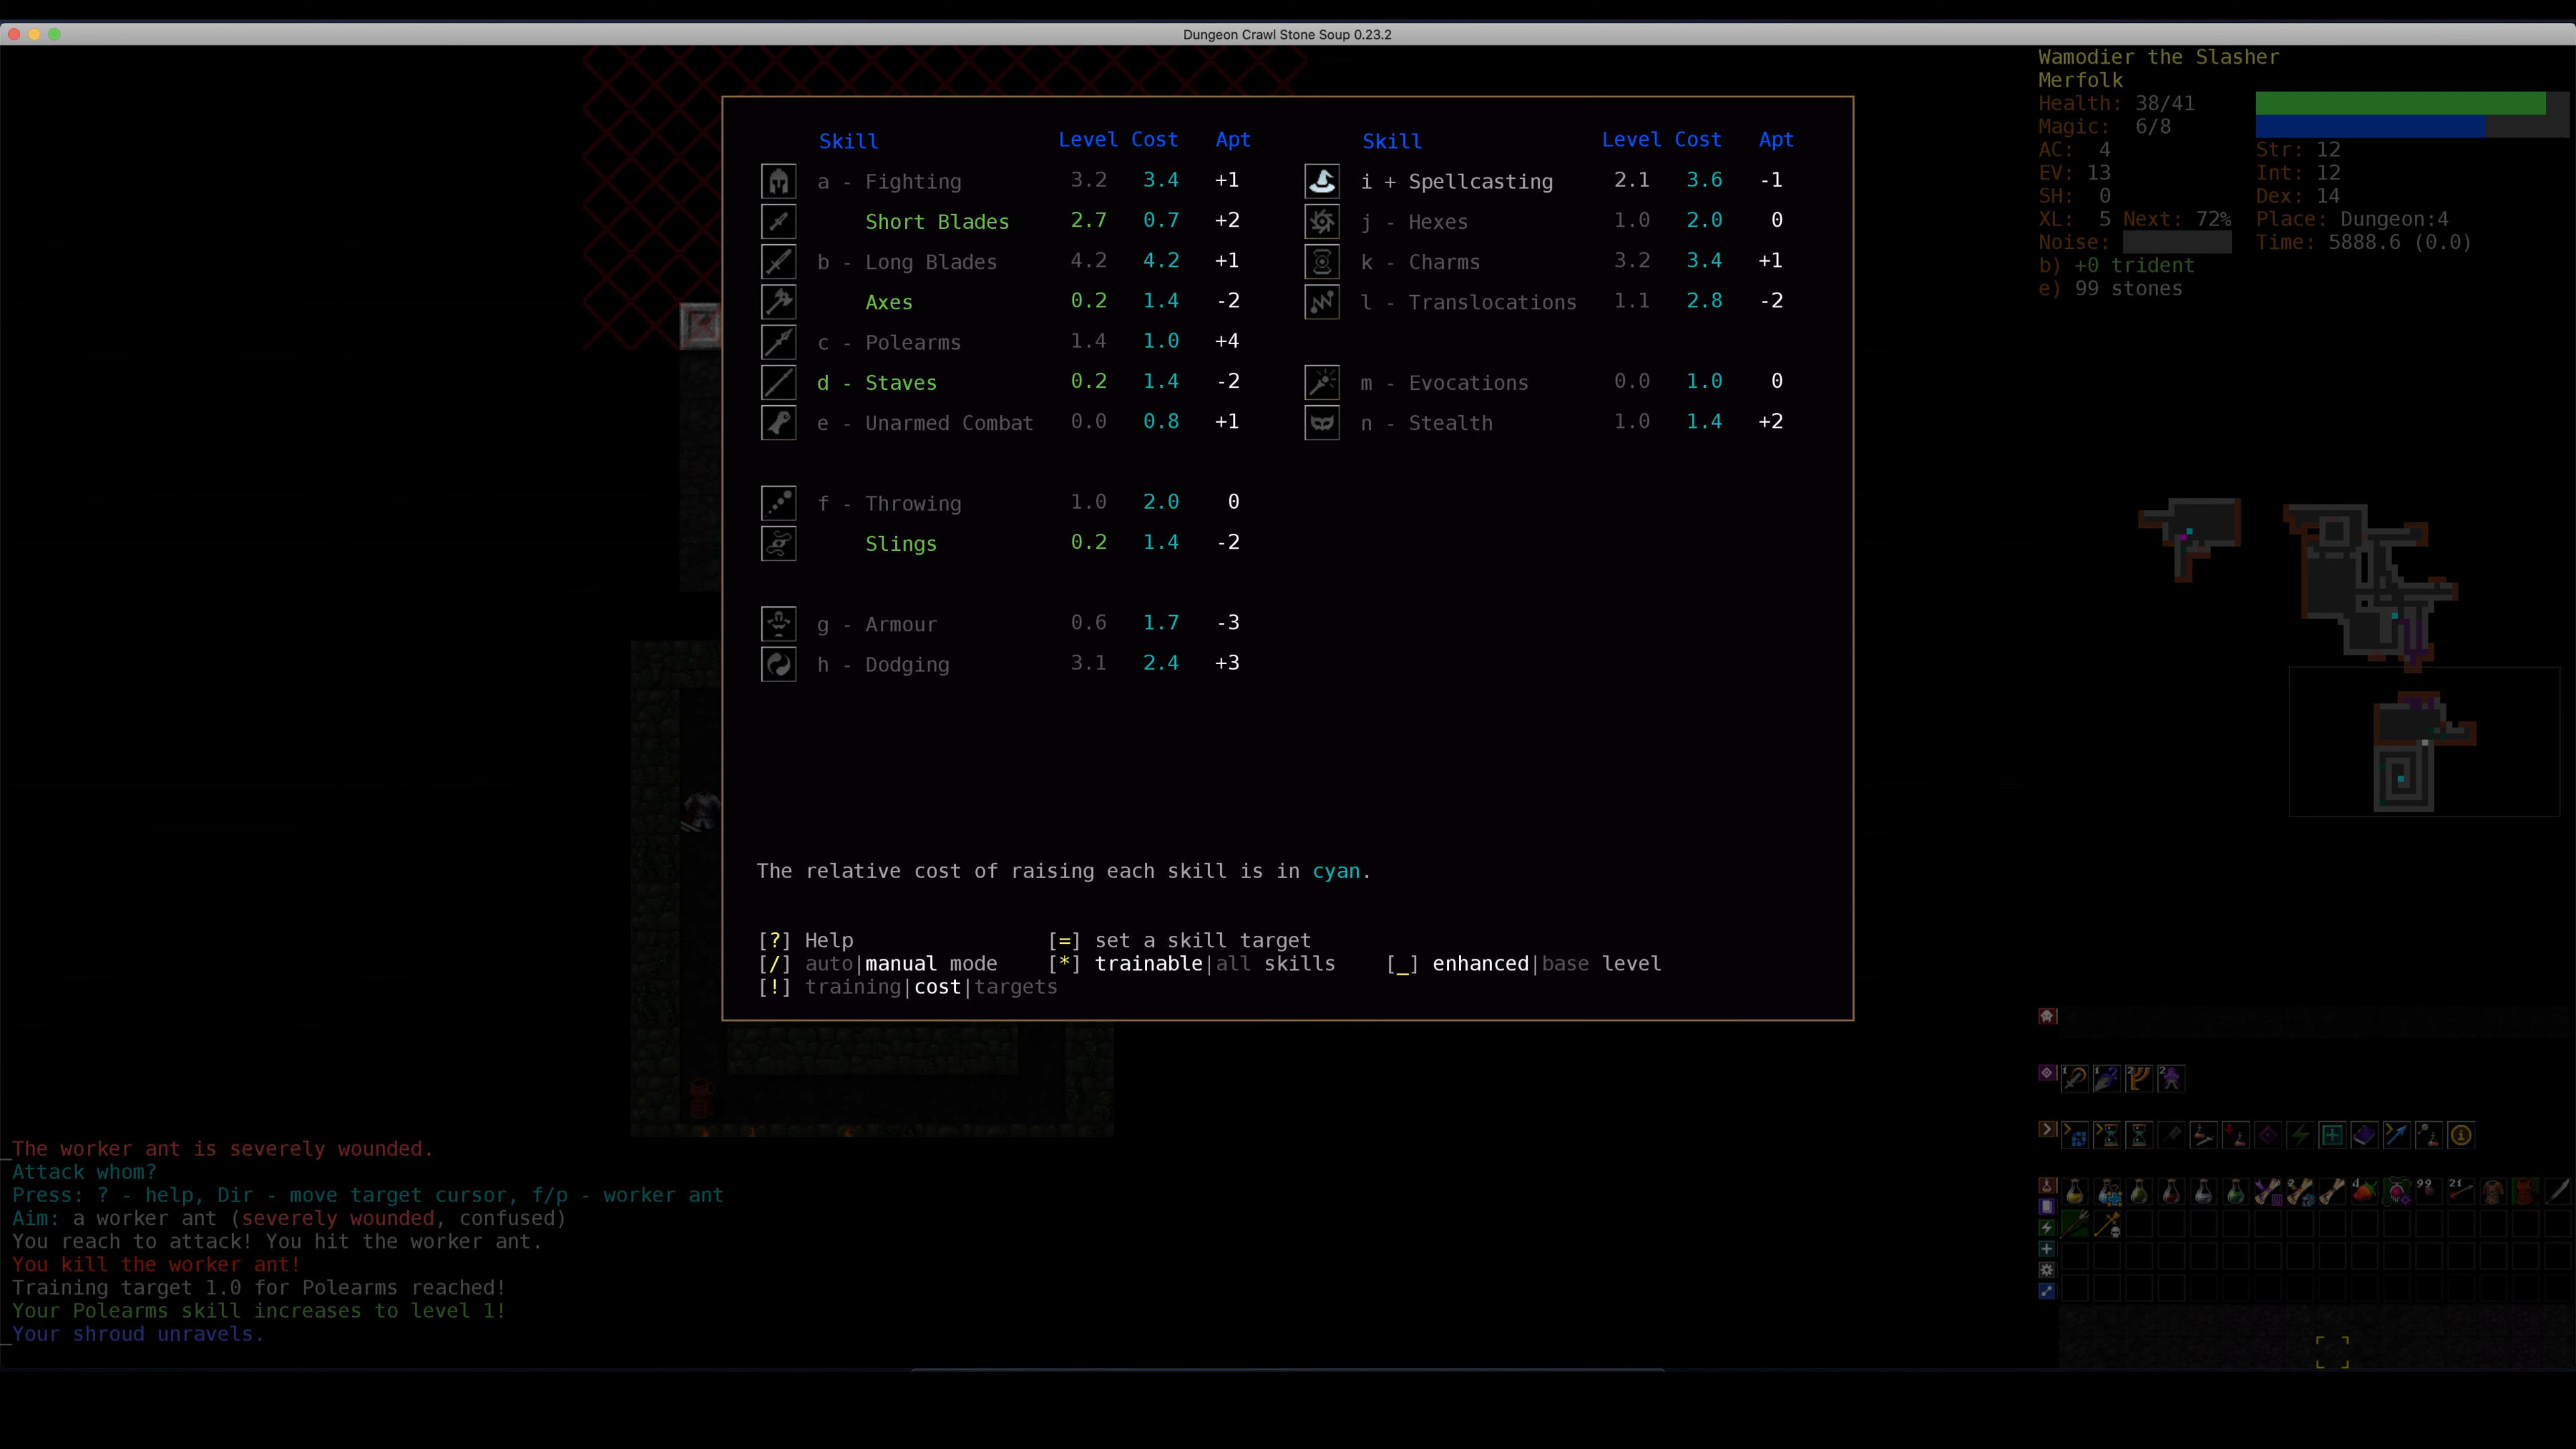 Dungeon Crawl Stone Soup 0.23.2
Wamodier the Slasher
Merfolk
Health: 38/41
Magic: 6/8
AC: 4 Str: 12
EV: 13 Int: 12
SH: 0 Dex: 14
XL: 5 Next: 72% Place: Dungeon:4
Noise: Time: 5888.6 (0.0)
b) +0 trident
e) 99 stones
Skill Level Cost Apt Skill Level Cost Apt
a - Fighting 3.2 3.4 +1 i + Spellcasting 2.1 3.6 -1
Short Blades 2.7 0.7 +2 j - Hexes 1.0 2.0 0
b - Long Blades 4.2 4.2 +1 k - Charms 3.2 3.4 +1
Axes 0.2 1.4 -2 l - Translocations 1.1 2.8 -2
c - Polearms 1.4 1.0 +4
d - Staves 0.2 1.4 -2 m - Evocations 0.0 1.0 0
e - Unarmed Combat 0.0 0.8 +1 n - Stealth 1.0 1.4 +2
f - Throwing 1.0 2.0 0
Slings 0.2 1.4 -2
g - Armour 0.6 1.7 -3
h - Dodging 3.1 2.4 +3
The relative cost of raising each skill is in cyan.
[?] Help [=] set a skill target
[/] auto|manual mode [*] trainable|all skills [_] enhanced|base level
[!] training|cost|targets
The worker ant is severely wounded.
_Attack whom?
Press: ? - help, Dir - move target cursor, f/p - worker ant
Aim: a worker ant (severely wounded, confused)
You reach to attack! You hit the worker ant.
You kill the worker ant!
Training target 1.0 for Polearms reached!
Your Polearms skill increases to level 1!
_Your shroud unravels.
1 1 2 2
2 4 99 21